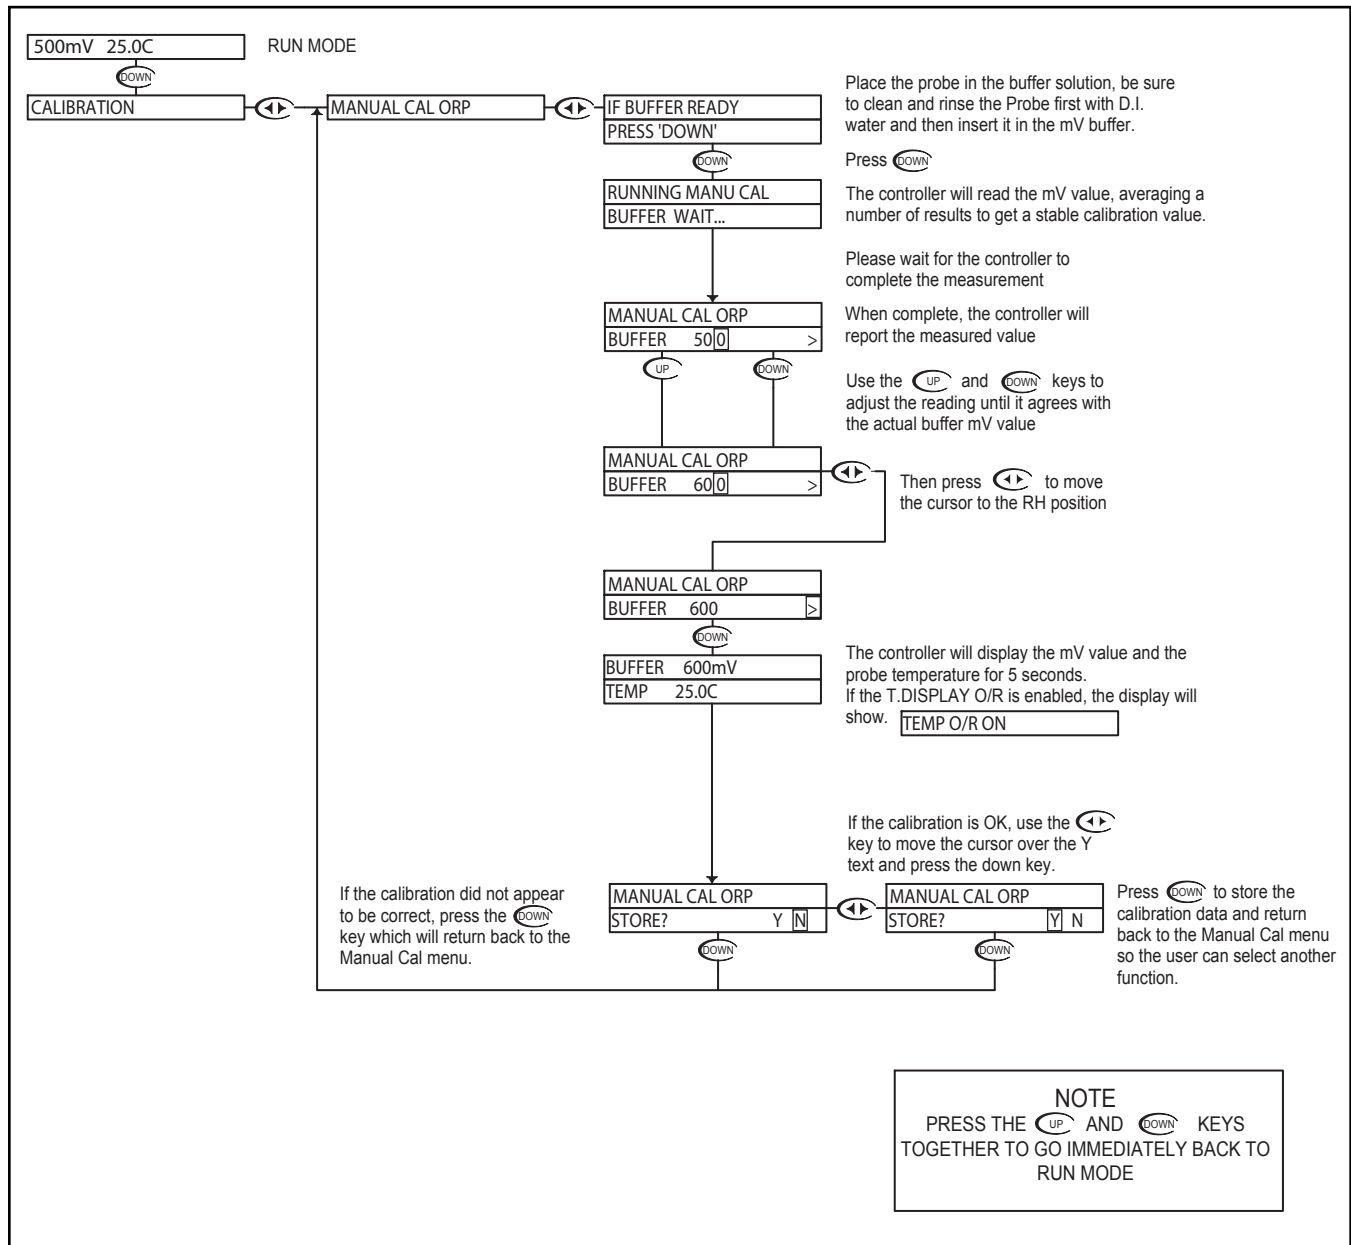 500mV 25.0C
RUN MODE
DOWN
CALIBRATION
MANUAL CAL ORP
IF BUFFER READY
PRESS 'DOWN'
Place the probe in the buffer solution, be sure
to clean and rinse the Probe first with D.I.
water and then insert it in the mV buffer.
DOWN
Press DOWN
RUNNING MANU CAL
BUFFER WAIT...
The controller will read the mV value, averaging a
number of results to get a stable calibration value.
Please wait for the controller to
complete the measurement
MANUAL CAL ORP
BUFFER 500 >
When complete, the controller will
report the measured value
UP
DOWN
Use the UP and DOWN keys to
adjust the reading until it agrees with
the actual buffer mV value
MANUAL CAL ORP
BUFFER 600 >
Then press to move
the cursor to the RH position
MANUAL CAL ORP
BUFFER 600 >
DOWN
BUFFER 600mV
TEMP 25.0C
The controller will display the mV value and the
probe temperature for 5 seconds.
If the T.DISPLAY O/R is enabled, the display will
show. TEMP O/R ON
If the calibration is OK, use the
key to move the cursor over the Y
text and press the down key.
If the calibration did not appear
to be correct, press the DOWN
key which will return back to the
Manual Cal menu.
MANUAL CAL ORP
STORE? Y N
DOWN
MANUAL CAL ORP
STORE? Y N
DOWN
Press DOWN to store the
calibration data and return
back to the Manual Cal menu
so the user can select another
function.
NOTE
PRESS THE UP AND DOWN KEYS
TOGETHER TO GO IMMEDIATELY BACK TO
RUN MODE